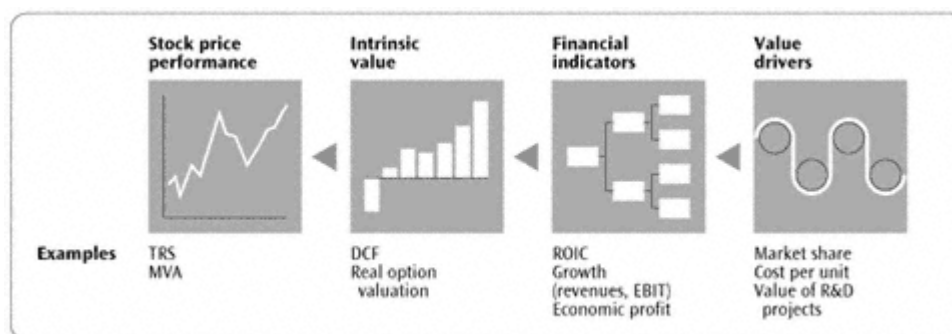 Stock price
performance
Intrinsic
value
Financial
indicators
Value
drivers
Examples
TRS
MVA
DCF
Real option
valuation
ROIC
Growth
(revenues, EBIT)
Economic profit
Market share
Cost per unit
Value of R&D
projects